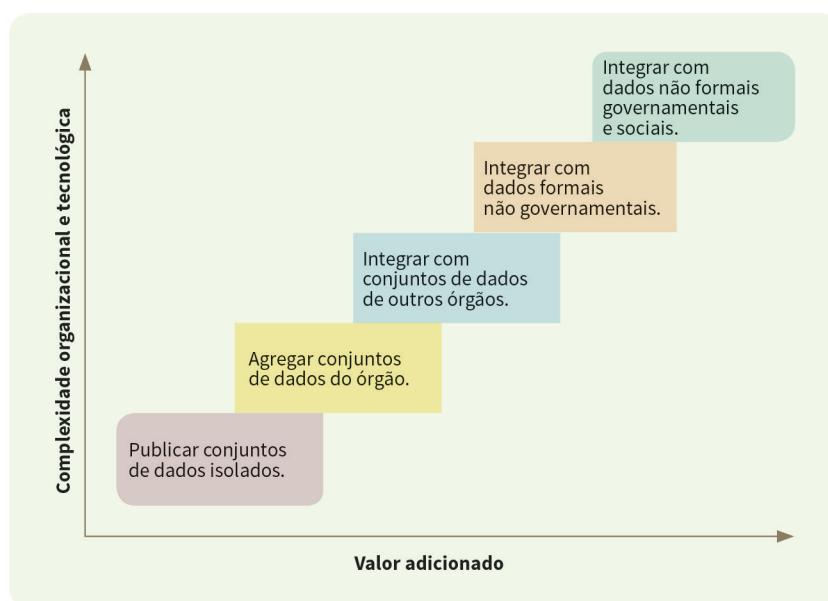 Complexidade organizacional e tecnológica
Integrar com
dados não formais
governamentais
e sociais.
Integrar com
dados formais
não governamentais.
Integrar com
conjuntos de dados
de outros órgãos.
Agregar conjuntos
de dados do órgão.
Publicar conjuntos
de dados isolados.
Valor adicionado